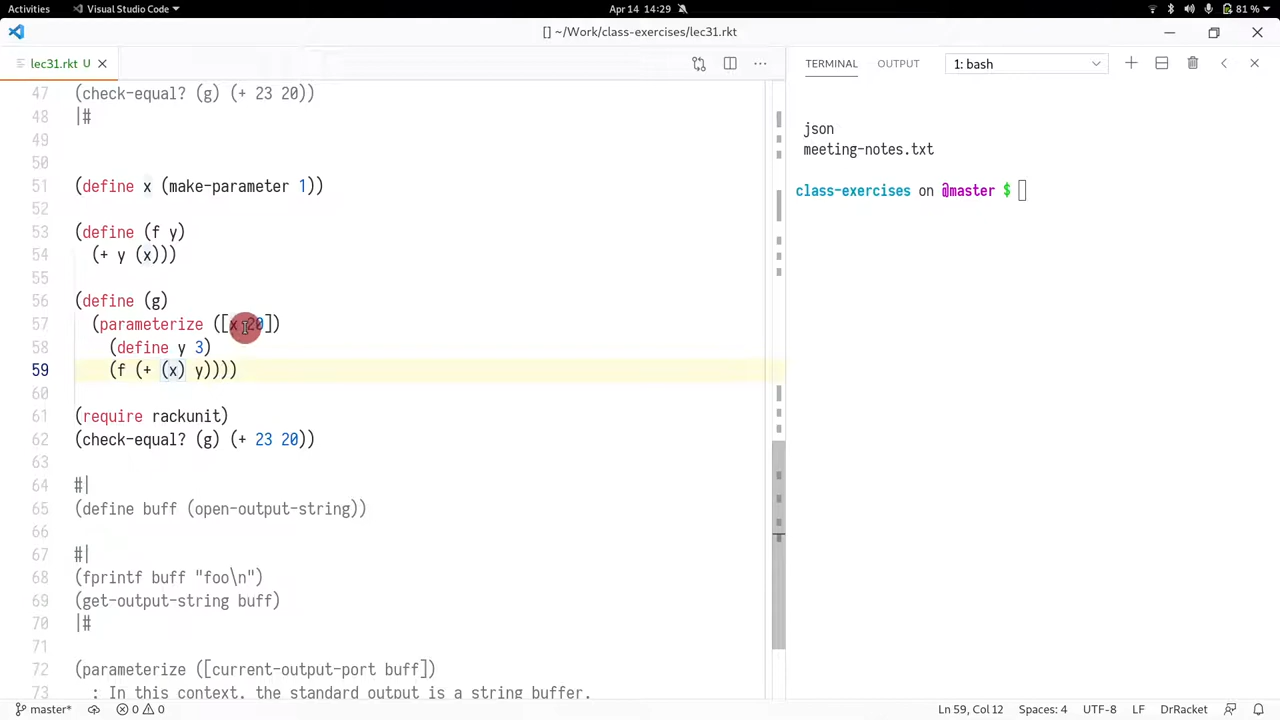 Activities
Visual Studio Code
Apr 14 14:29
81 %
[] ~/Work/class-exercises/lec31.rkt
lec31.rkt U
TERMINAL
OUTPUT
1: bash
47 (check-equal? (g) (+ 23 20))
48 |#
49
50
51 (define x (make-parameter 1))
52
53 (define (f y)
54 (+ y (x)))
55
56 (define (g)
57 (parameterize ([x 20])
58 (define y 3)
59 (f (+ (x) y))))
60
61 (require rackunit)
62 (check-equal? (g) (+ 23 20))
63
64 #|
65 (define buff (open-output-string))
66
67 #|
68 (fprintf buff "foo\n")
69 (get-output-string buff)
70 |#
71
72 (parameterize ([current-output-port buff])
73 ; In this context, the standard output is a string buffer.
json
meeting-notes.txt
class-exercises on @master $
master*
0
0
Ln 59, Col 12
Spaces: 4
UTF-8
LF
DrRacket